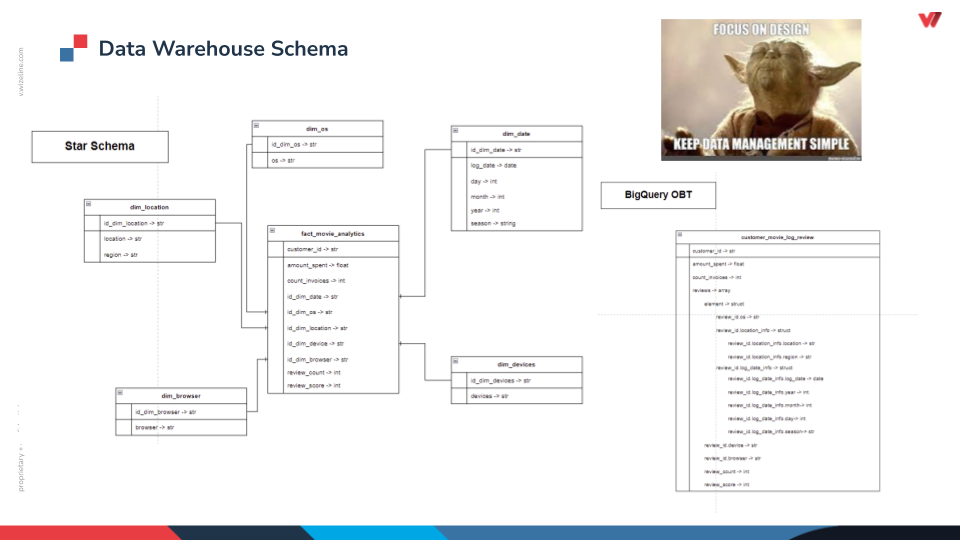 Data Warehouse Schema
v.wizeline.com
FOCUS ON DESIGN
KEEP DATA MANAGEMENT SIMPLE
Star Schema
dim_os
id_dim_os -> str
os -> str
dim_date
id_dim_date -> str
log_date -> date
day -> int
month -> int
year -> int
season -> string
dim_location
id_dim_location -> str
location -> str
region -> str
fact_movie_analytics
customer_id -> str
amount_spent -> float
count_invoices -> int
id_dim_date -> str
id_dim_os -> str
id_dim_location -> str
id_dim_device -> str
id_dim_browser -> str
review_count -> int
review_score -> int
dim_devices
id_dim_devices -> str
devices -> str
dim_browser
id_dim_browser -> str
browser -> str
BigQuery OBT
customer_movie_log_review
customer_id -> str
amount_spent -> float
count_invoices -> int
reviews -> array
element -> struct
review_id.os -> str
review_id.location_info -> struct
review_id.location_info.location -> str
review_id.location_info.region -> str
review_id.log_date_info -> struct
review_id.log_date_info.log_date -> date
review_id.log_date_info.year -> int
review_id.log_date_info.month-> int
review_id.log_date_info.day-> int
review_id.log_date_info.season-> str
review_id.device -> str
review_id.browser -> str
review_count -> int
review_score -> int
proprietary